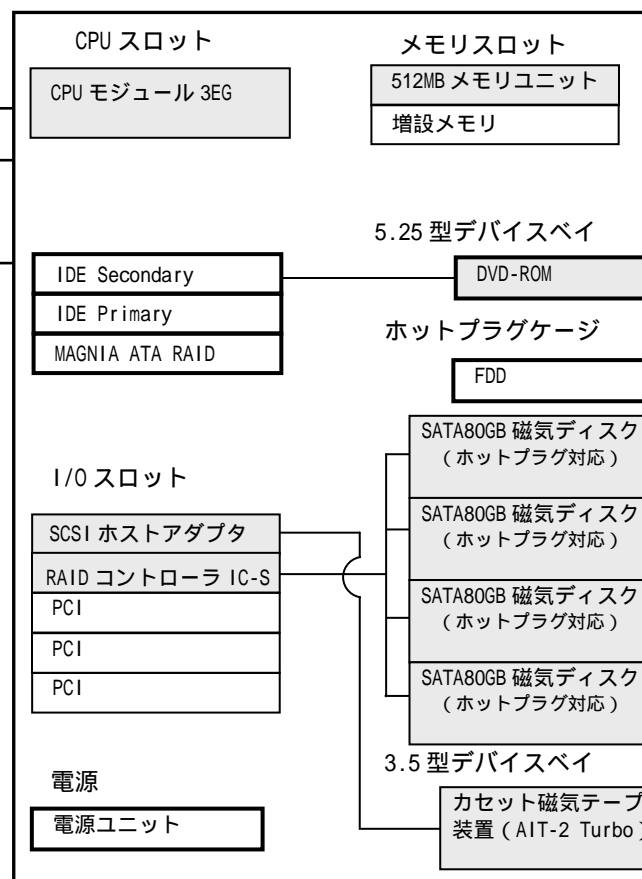 CPU スロット
CPU モジュール 3EG
メモリスロット
512MB メモリユニット
増設メモリ
5.25 型デバイスベイ
IDE Secondary
DVD-ROM
IDE Primary
MAGNIA ATA RAID
ホットプラグケージ
FDD
SATA80GB 磁気ディスク
（ホットプラグ対応）
SATA80GB 磁気ディスク
（ホットプラグ対応）
SATA80GB 磁気ディスク
（ホットプラグ対応）
SATA80GB 磁気ディスク
（ホットプラグ対応）
I/O スロット
SCSI ホストアダプタ
RAID コントローラ IC-S
PCI
PCI
PCI
3.5 型デバイスベイ
カセット磁気テープ
装置（AIT-2 Turbo）
電源
電源ユニット